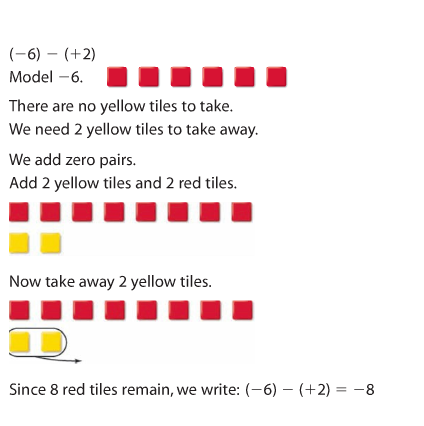 (−6) − (+2)
Model −6.
There are no yellow tiles to take.
We need 2 yellow tiles to take away.
We add zero pairs.
Add 2 yellow tiles and 2 red tiles.
Now take away 2 yellow tiles.
Since 8 red tiles remain, we write: (−6) − (+2) = −8